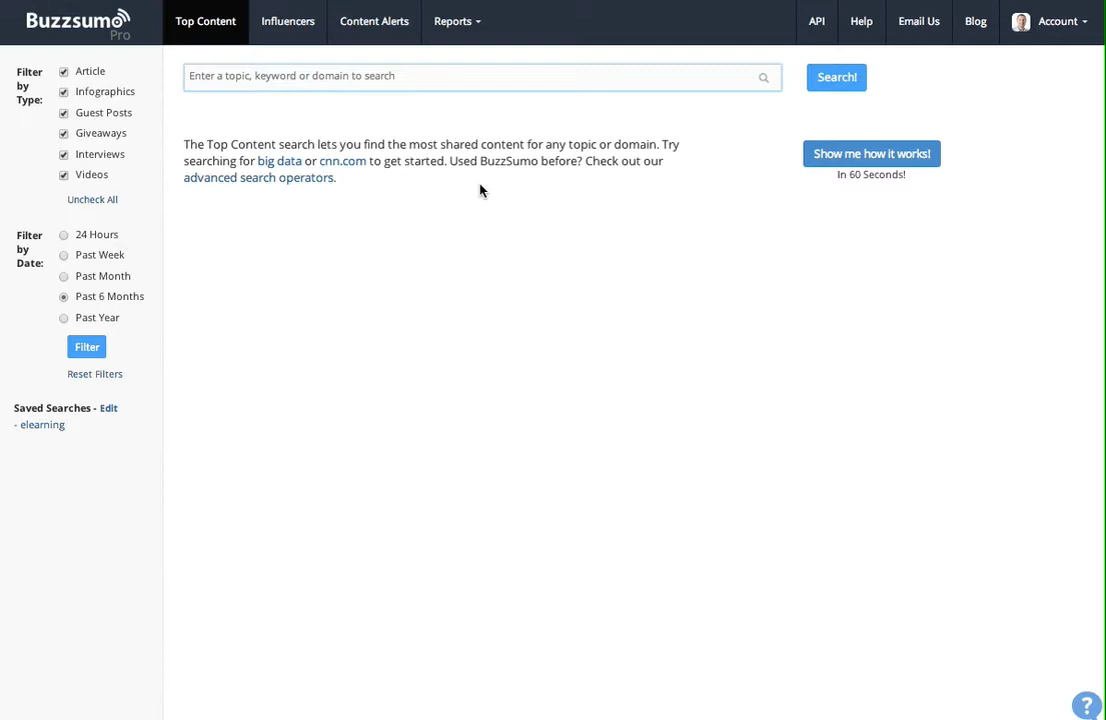 Buzzsumo
Pro
Top Content
Influencers
Content Alerts
Reports
API
Help
Email Us
Blog
Account
Filter by Type:
Article
Infographics
Guest Posts
Giveaways
Interviews
Videos
Uncheck All
Filter by Date:
24 Hours
Past Week
Past Month
Past 6 Months
Past Year
Filter
Reset Filters
Saved Searches - Edit
- elearning
Enter a topic, keyword or domain to search
Search!
The Top Content search lets you find the most shared content for any topic or domain. Try
searching for big data or cnn.com to get started. Used BuzzSumo before? Check out our
advanced search operators.
Show me how it works!
In 60 Seconds!
?